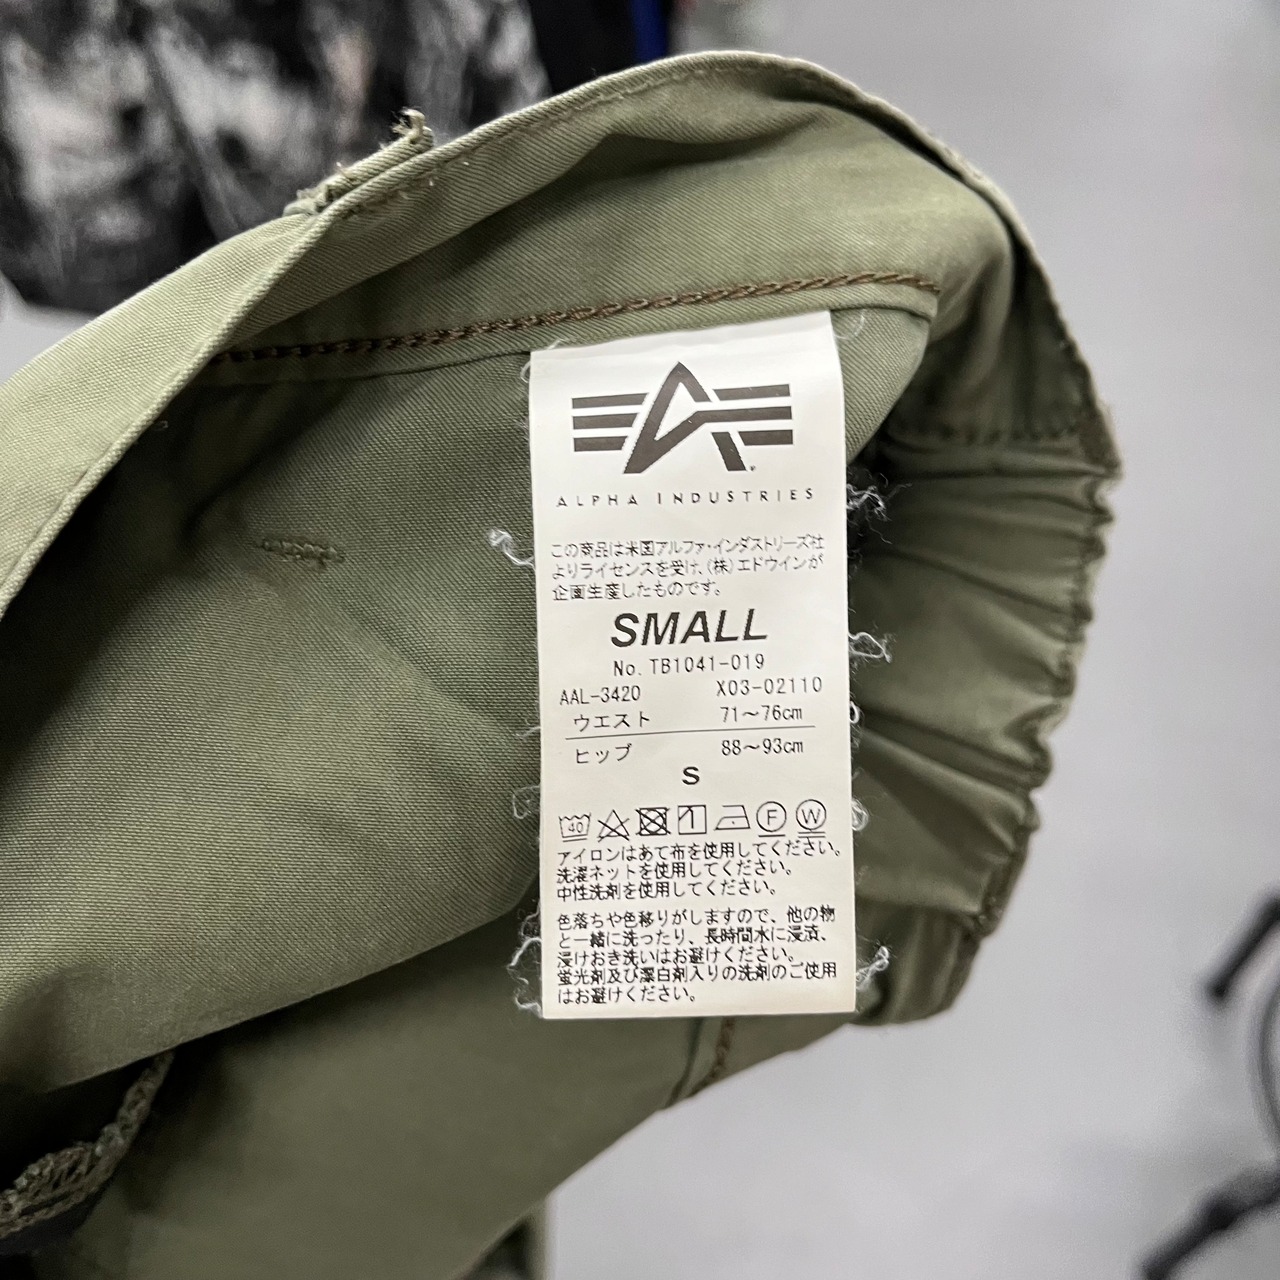 ALPHA INDUSTRIES
この商品は米国アルファ・インダストリーズ社
よりライセンスを受け、(株)エドウインが
企画生産したものです。
SMALL
No. TB1041-019
AAL-3420 X03-02110
ウエスト 71～76cm
ヒップ 88～93cm
S
40 F W
アイロンはあて布を使用してください。
洗濯ネットを使用してください。
中性洗剤を使用してください。
色落ちや色移りがしますので、他の物
と一緒に洗ったり、長時間水に浸漬、
浸けおき洗いはお避けください。
蛍光剤及び漂白剤入りの洗剤のご使用
はお避けください。